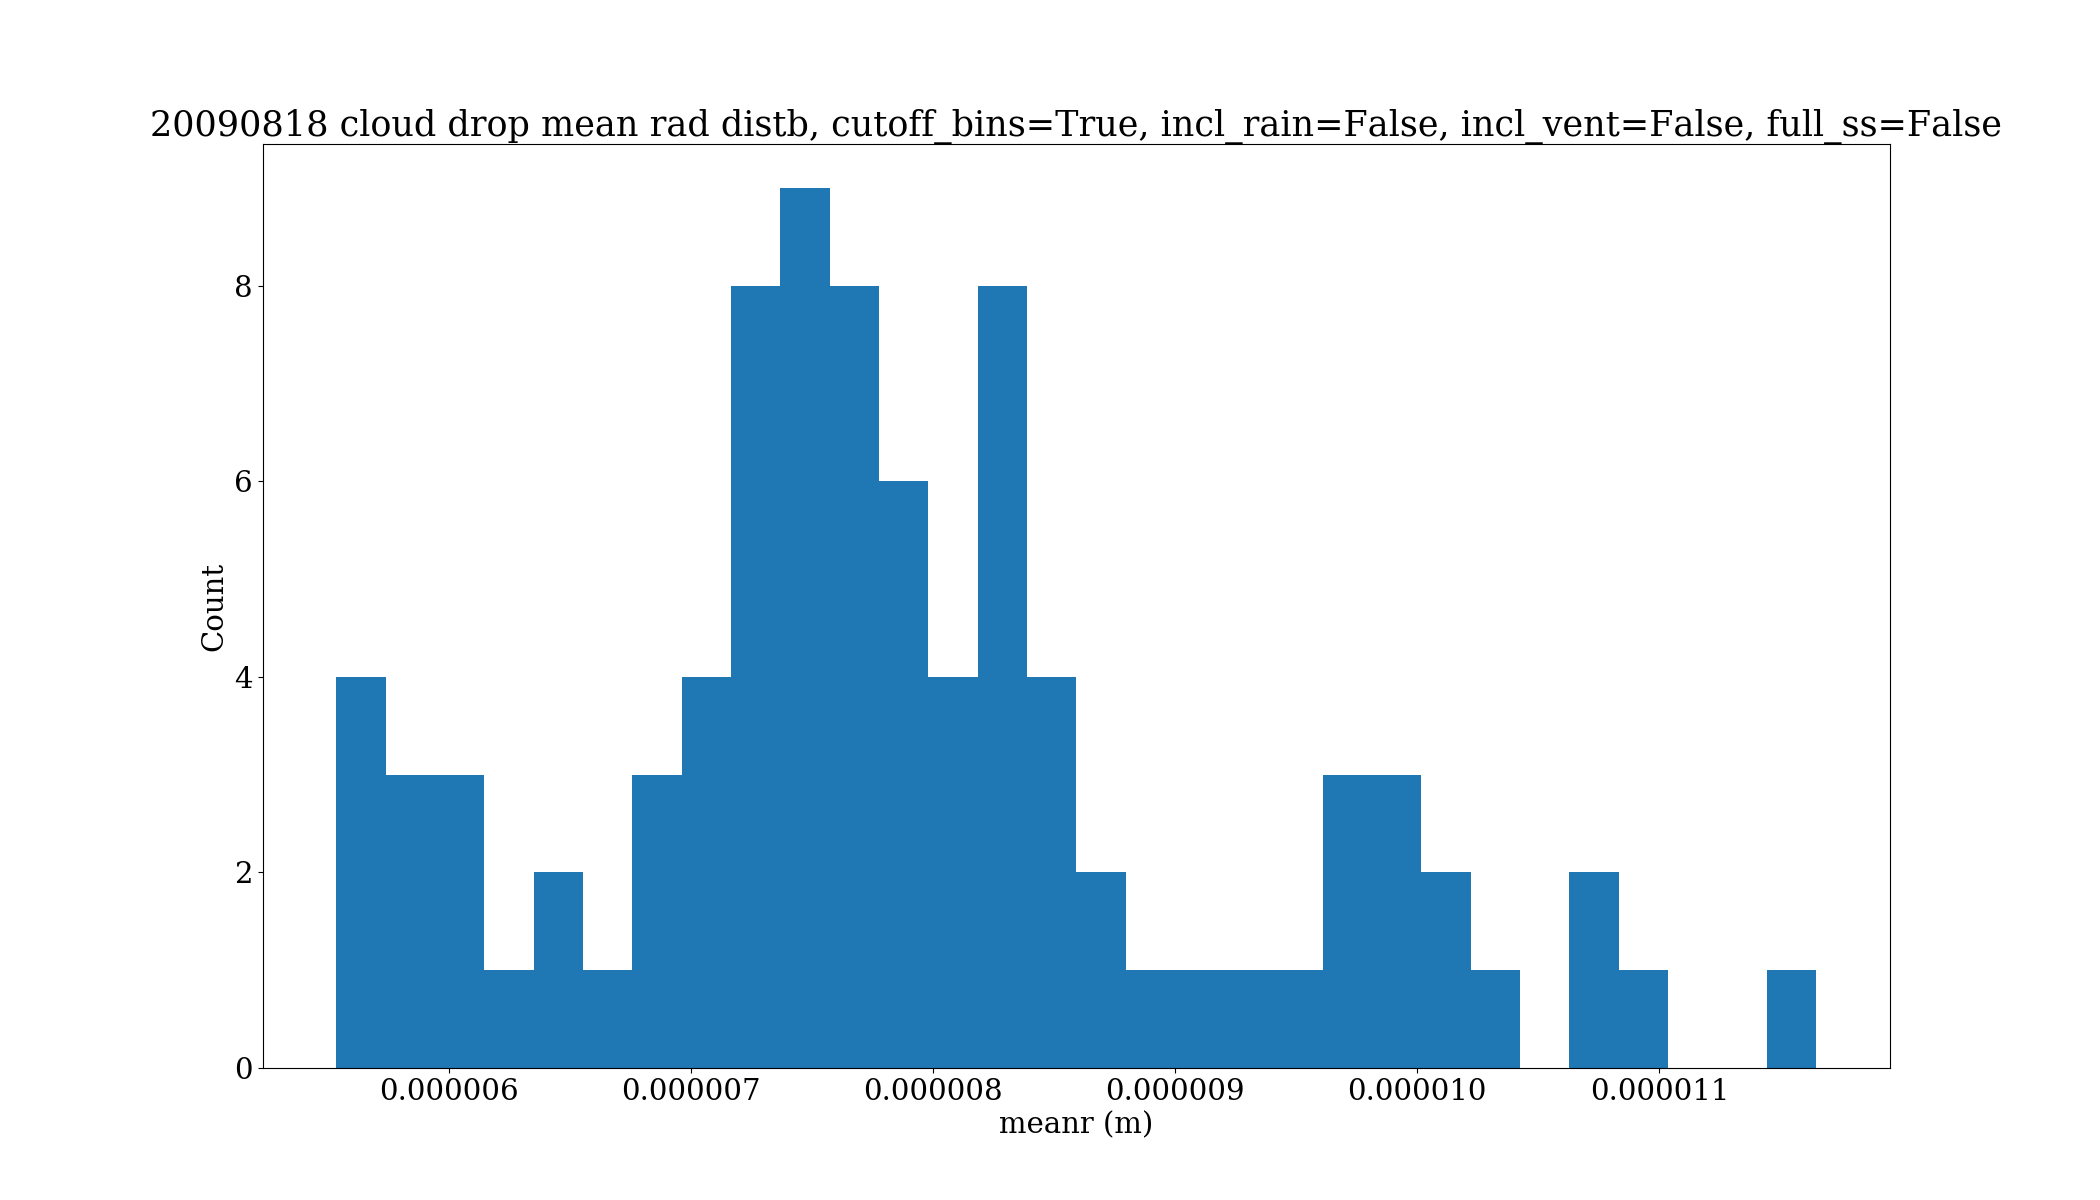 20090818 cloud drop mean rad distb, cutoff_bins=True, incl_rain=False, incl_vent=False, full_ss=False
8
6
4
2
0
Count
0.000006 0.000007 0.000008 0.000009 0.000010 0.000011
meanr (m)